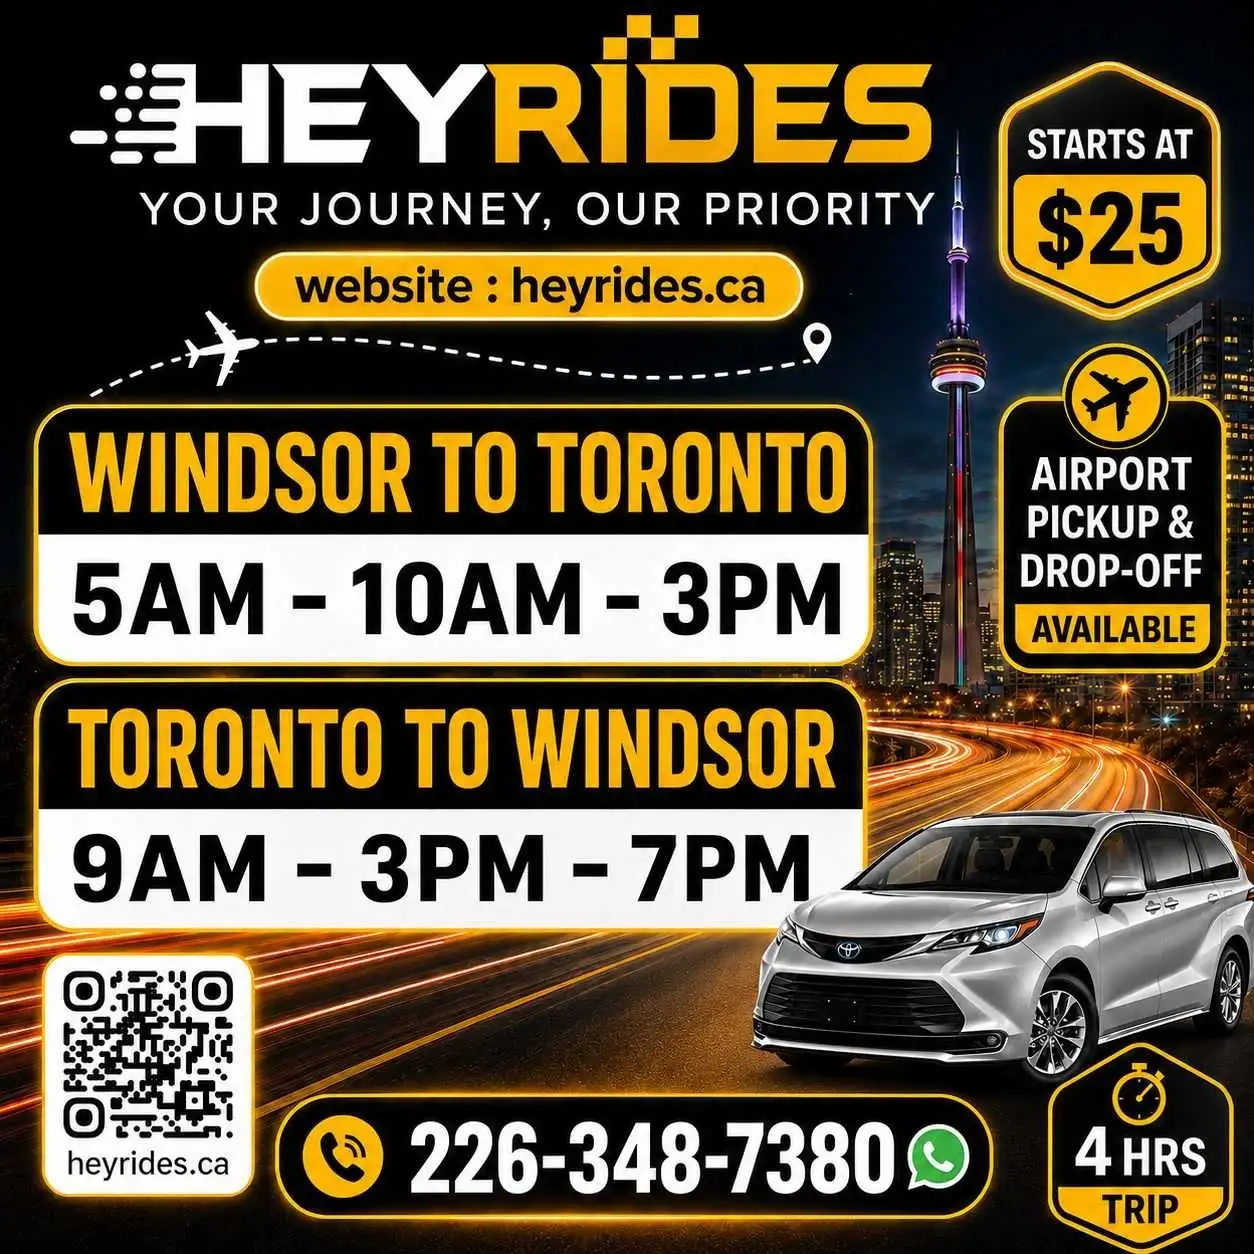 HEYRIDES
YOUR JOURNEY, OUR PRIORITY
website : heyrides.ca
STARTS AT
$25
AIRPORT
PICKUP &
DROP-OFF
AVAILABLE
WINDSOR TO TORONTO
5AM - 10AM - 3PM
TORONTO TO WINDSOR
9AM - 3PM - 7PM
heyrides.ca
226-348-7380
4 HRS
TRIP